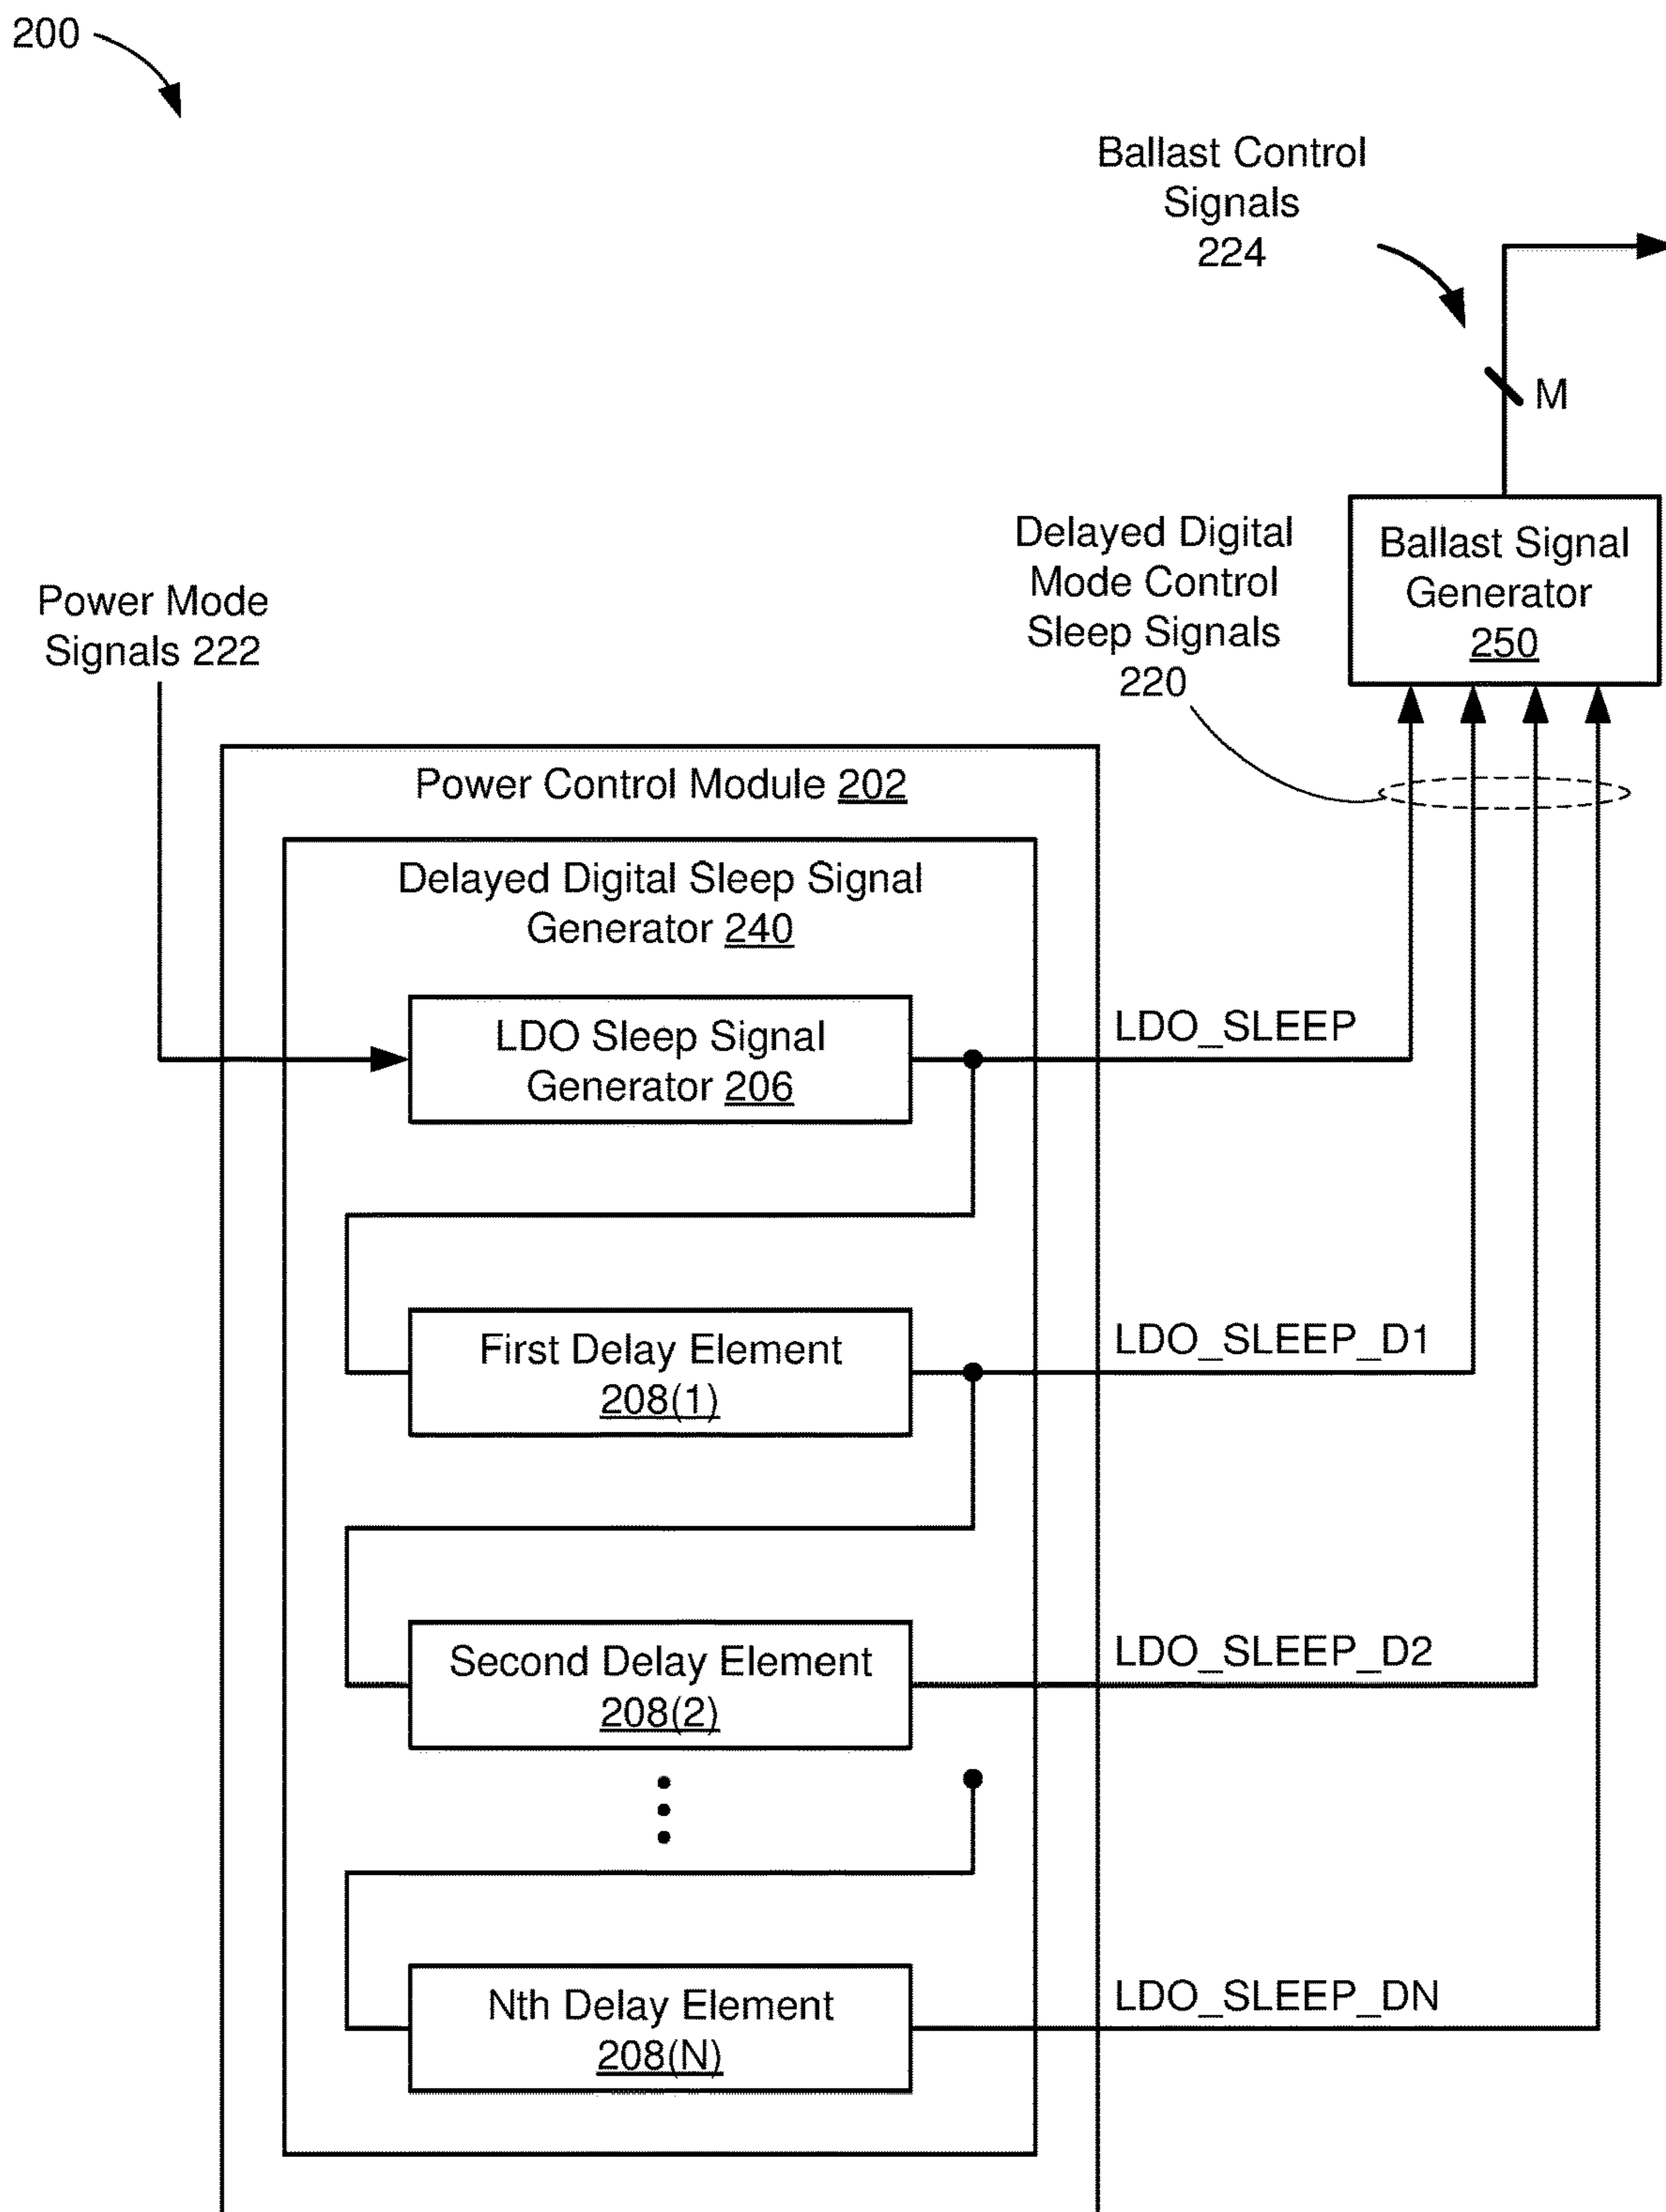 200
Ballast Control
Signals
224
M
Ballast Signal
Generator
250
Delayed Digital
Mode Control
Sleep Signals
220
Power Mode
Signals 222
Power Control Module 202
Delayed Digital Sleep Signal
Generator 240
LDO Sleep Signal
Generator 206
LDO_SLEEP
First Delay Element
208(1)
LDO_SLEEP_D1
Second Delay Element
208(2)
LDO_SLEEP_D2
Nth Delay Element
208(N)
LDO_SLEEP_DN